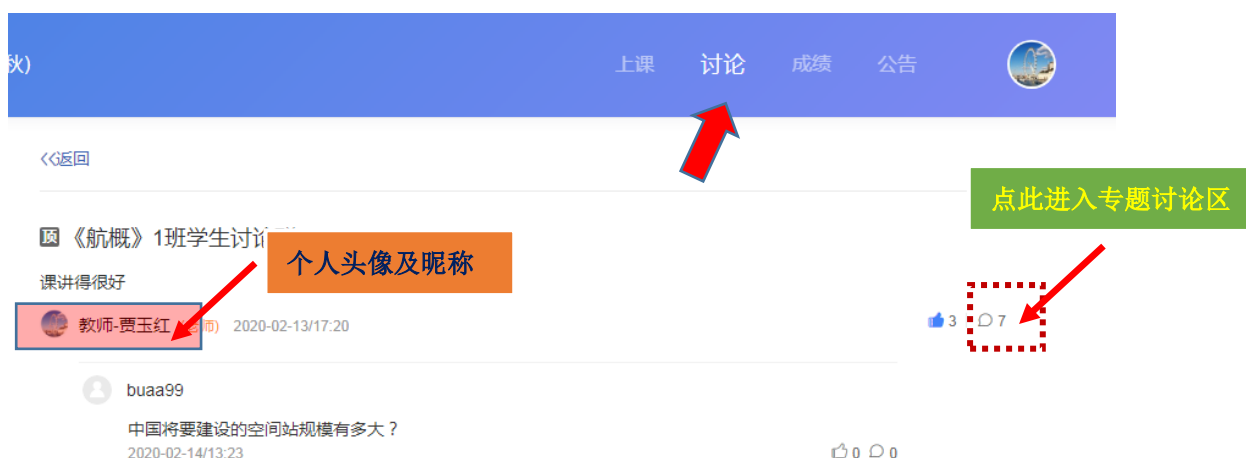 秋)
上课 讨论 成绩 公告
<<返回
点此进入专题讨论区
顶 《航概》1班学生讨论
个人头像及昵称
课讲得很好
教师-贾玉红 师) 2020-02-13/17:20
3 7
buaa99
中国将要建设的空间站规模有多大？
2020-02-14/13:23
0 0